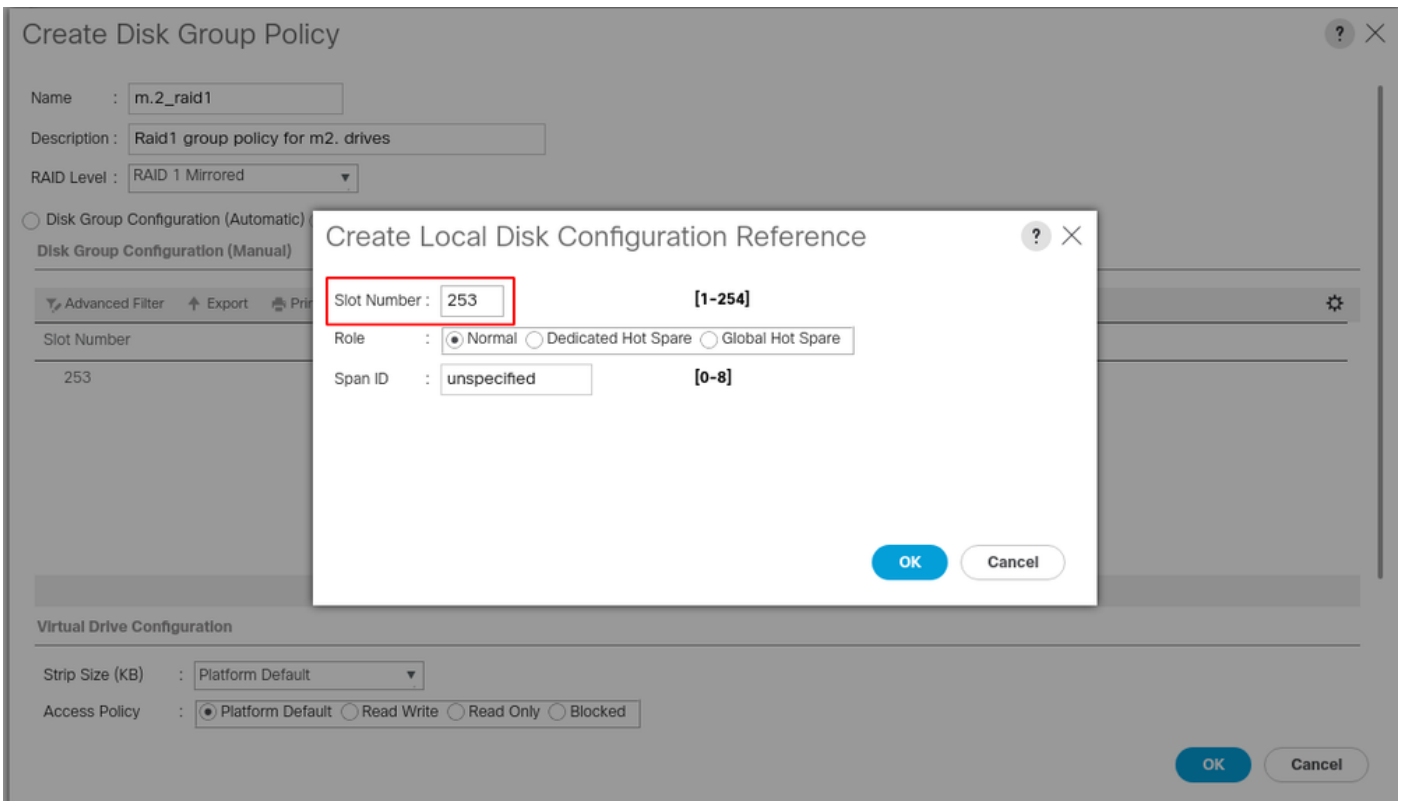 Create Disk Group Policy
?
Name : m.2_raid1
Description : Raid1 group policy for m2. drives
RAID Level : RAID 1 Mirrored
Disk Group Configuration (Automatic)
Disk Group Configuration (Manual)
Advanced Filter Export Prin
Slot Number
253
Create Local Disk Configuration Reference ?
Slot Number : 253 [1-254]
Role : Normal Dedicated Hot Spare Global Hot Spare
Span ID : unspecified [0-8]
OK Cancel
Virtual Drive Configuration
Strip Size (KB) : Platform Default
Access Policy : Platform Default Read Write Read Only Blocked
OK Cancel